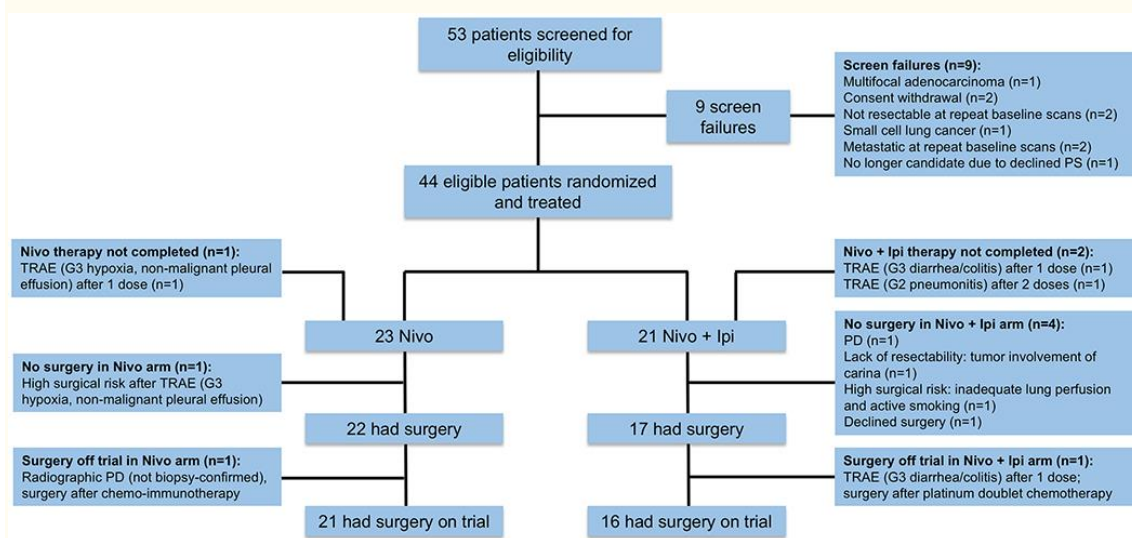 53 patients screened for
eligibility
Screen failures (n=9):
Multifocal adenocarcinoma (n=1)
Consent withdrawal (n=2)
Not resectable at repeat baseline scans (n=2)
Small cell lung cancer (n=1)
Metastatic at repeat baseline scans (n=2)
No longer candidate due to declined PS (n=1)
9 screen
failures
44 eligible patients randomized
and treated
Nivo therapy not completed (n=1):
TRAE (G3 hypoxia, non-malignant pleural
effusion) after 1 dose (n=1)
Nivo + Ipi therapy not completed (n=2):
TRAE (G3 diarrhea/colitis) after 1 dose (n=1)
TRAE (G2 pneumonitis) after 2 doses (n=1)
23 Nivo
21 Nivo + Ipi
No surgery in Nivo arm (n=1):
High surgical risk after TRAE (G3
hypoxia, non-malignant pleural effusion)
No surgery in Nivo + Ipi arm (n=4):
PD (n=1)
Lack of resectability: tumor involvement of
carina (n=1)
High surgical risk: inadequate lung perfusion
and active smoking (n=1)
Declined surgery (n=1)
22 had surgery
17 had surgery
Surgery off trial in Nivo arm (n=1):
Radiographic PD (not biopsy-confirmed),
surgery after chemo-immunotherapy
Surgery off trial in Nivo + Ipi arm (n=1):
TRAE (G3 diarrhea/colitis) after 1 dose;
surgery after platinum doublet chemotherapy
21 had surgery on trial
16 had surgery on trial